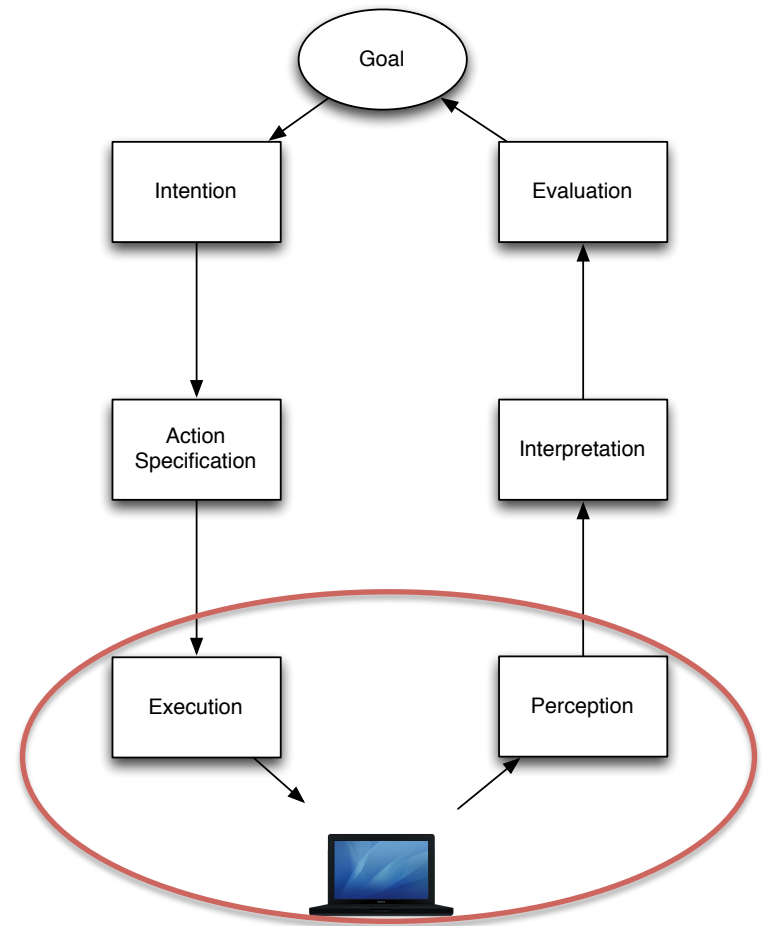 Goal
Intention
Evaluation
Action
Specification
Interpretation
Execution
Perception